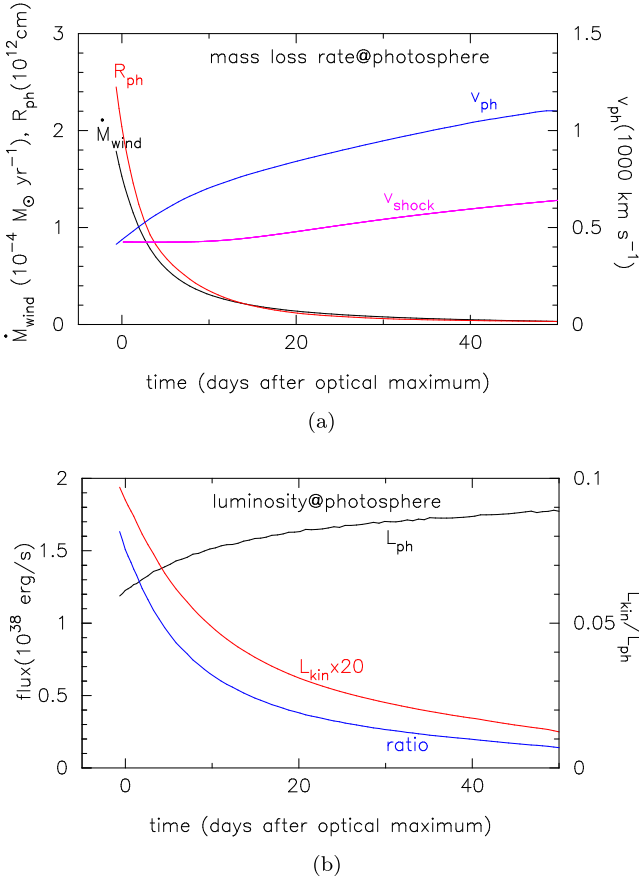 3
1.5
mass loss rate@photosphere
R_ph
v_ph
Ṁ_wind
2
1
v_shock
1
0.5
0
0
0
20
40
Ṁ_wind (10^-4 M_⊙ yr^-1), R_ph(10^12cm)
v_ph(1000 km s^-1)
time (days after optical maximum)
(a)
2
0.1
luminosity@photosphere
L_ph
1.5
1
0.05
L_kin×20
0.5
ratio
0
0
0
20
40
flux(10^38 erg/s)
L_kin/L_ph
time (days after optical maximum)
(b)